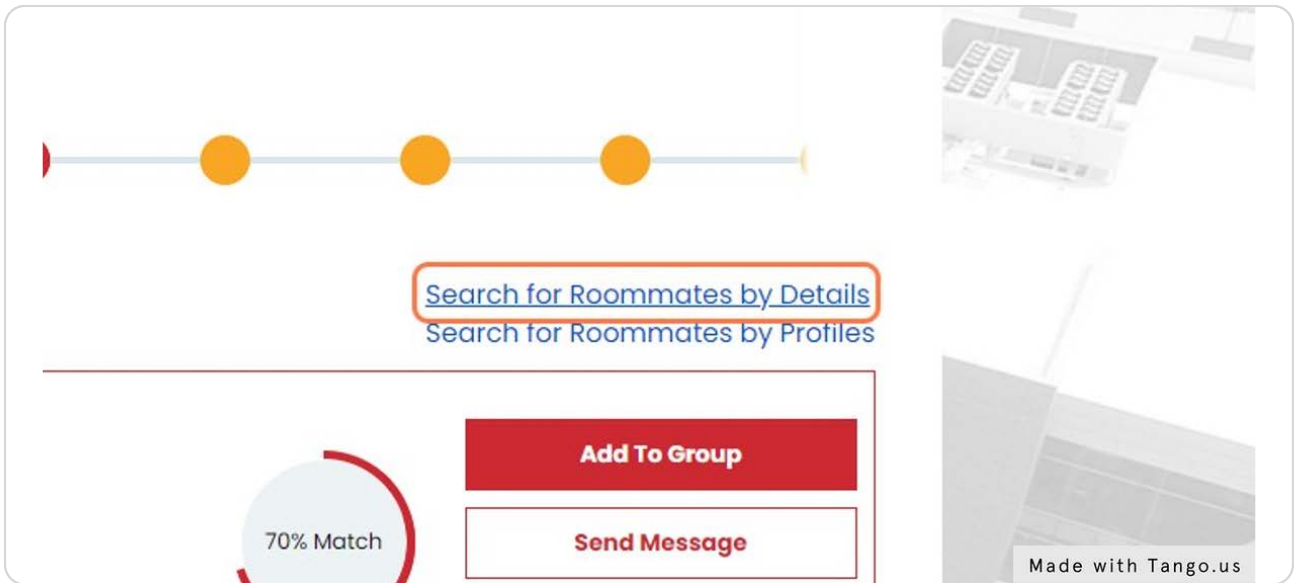 Search for Roommates by Details
Search for Roommates by Profiles
Add To Group
70% Match
Send Message
Made with Tango.us